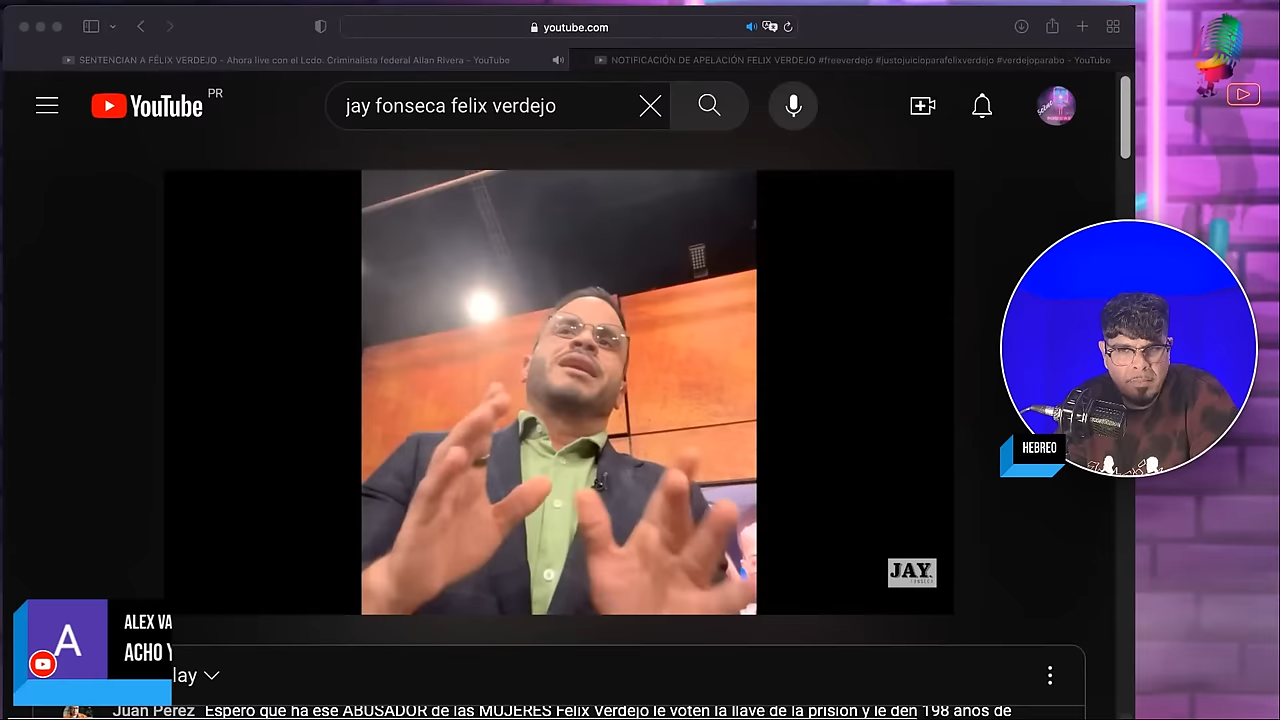 youtube.com
SENTENCIAN A FÉLIX VERDEJO - Ahora live con el Lcdo. Criminalista federal Allan Rivera - YouTube
NOTIFICACIÓN DE APELACIÓN FELIX VERDEJO #freeverdejo #justojuicioparafelixverdejo #verdejoparabo - YouTube
YouTube PR
jay fonseca felix verdejo
HEBREO
JAY.
FONSECA
A
ALEX VA
ACHO Y
lay
Juan Perez Espero que ha ese ABUSADOR de las MUJERES Felix Verdejo le voten la llave de la prision y le den 198 anos de